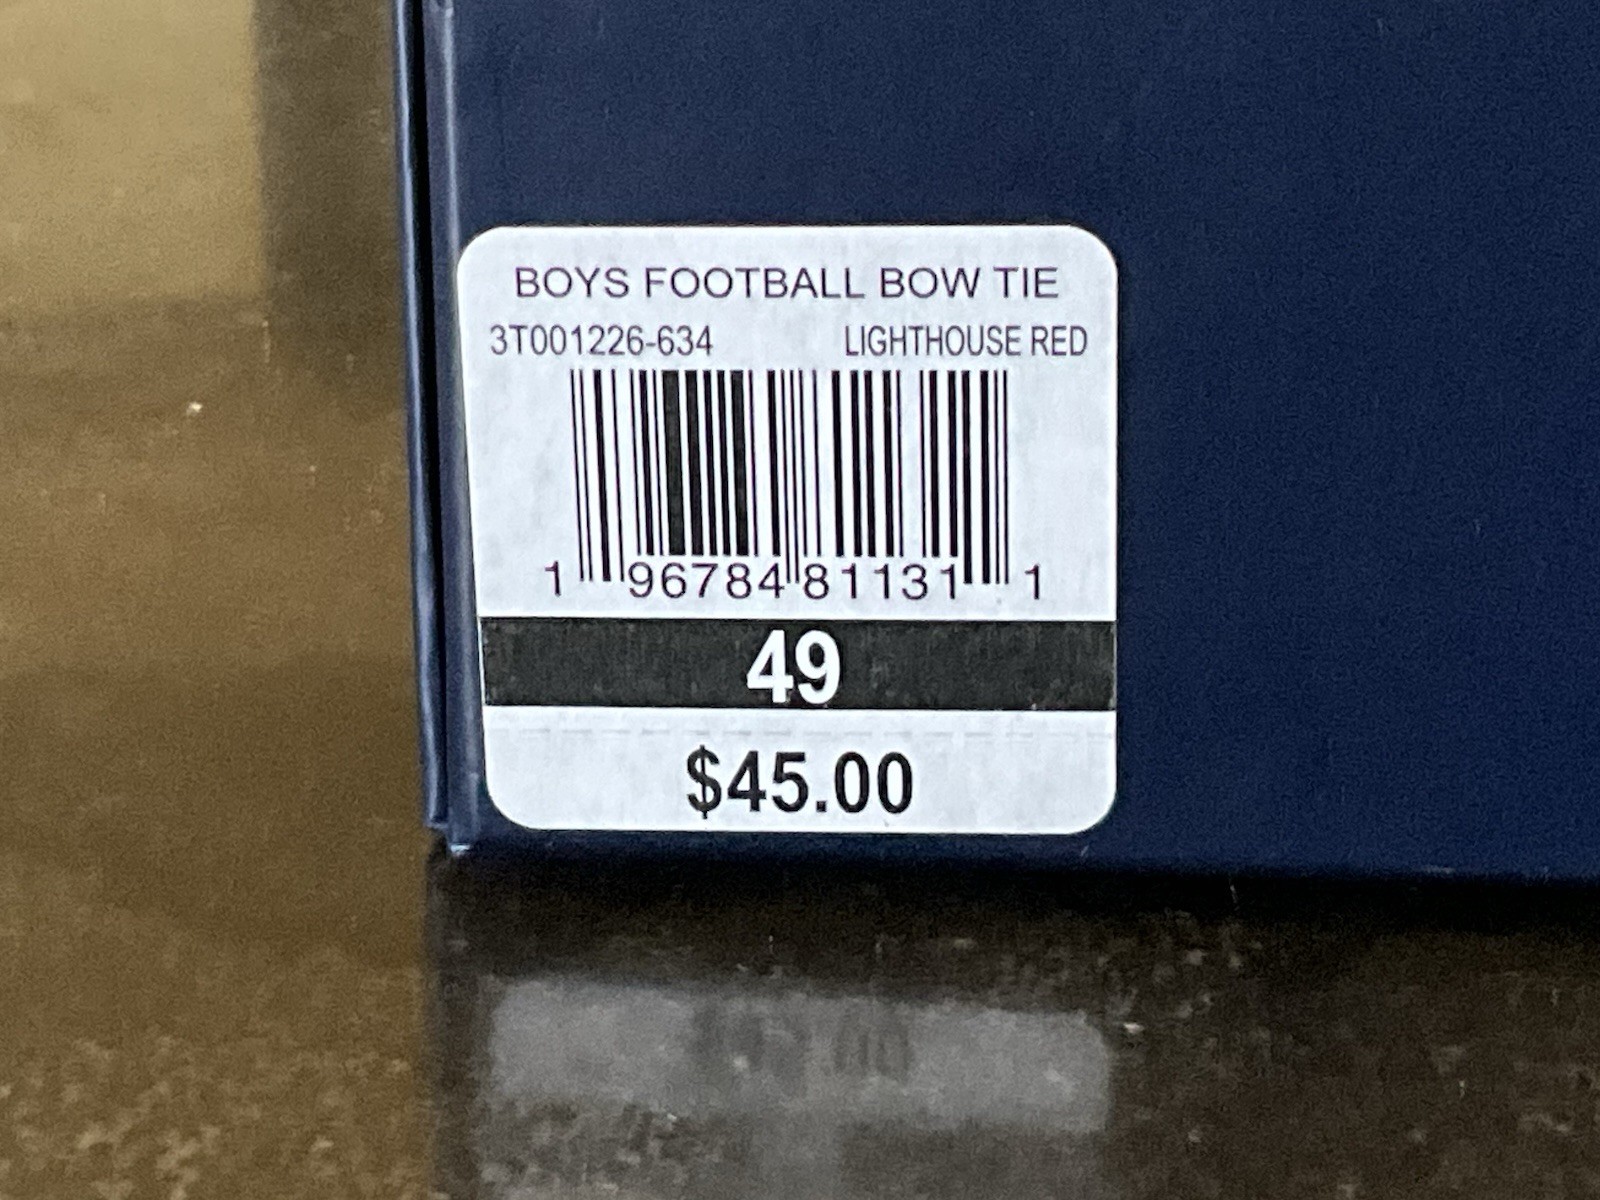 BOYS FOOTBALL BOW TIE
3T001226-634 LIGHTHOUSE RED
1 96784 81131 1
49
$45.00